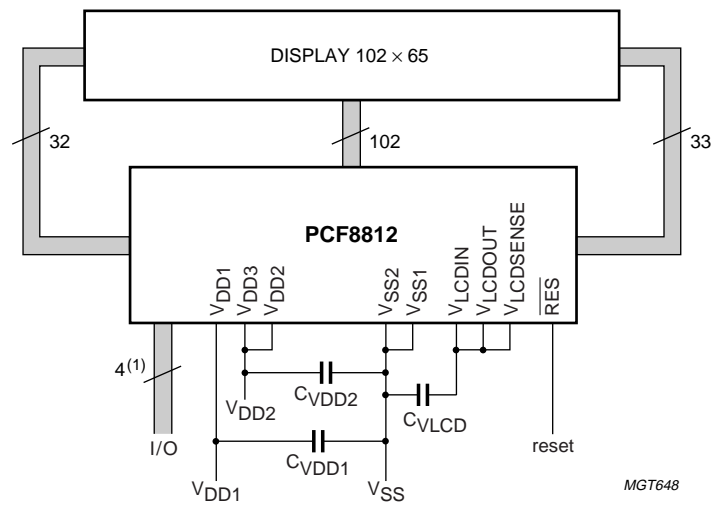 DISPLAY 102 × 65
32
102
33
PCF8812
VDD1
VDD3
VDD2
VSS2
VSS1
VLCDIN
VLCDOUT
VLCDSENSE
RES
4(1)
CVDD2
CVLCD
VDD2
I/O
CVDD1
reset
VDD1
VSS
MGT648